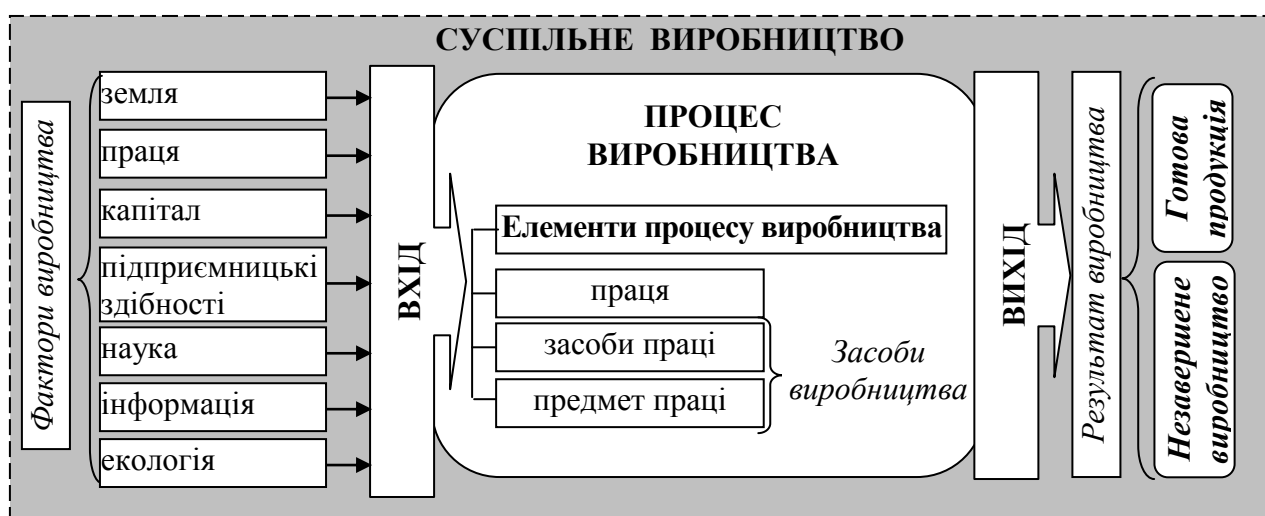 СУСПІЛЬНЕ ВИРОБНИЦТВО
Фактори виробництва
земля
праця
капітал
підприємницькі
здібності
наука
інформація
екологія
ВХІД
ПРОЦЕС
ВИРОБНИЦТВА
Елементи процесу виробництва
праця
засоби праці
предмет праці
Засоби
виробництва
ВИХІД
Результат виробництва
Готова
продукція
Незавершене
виробництво